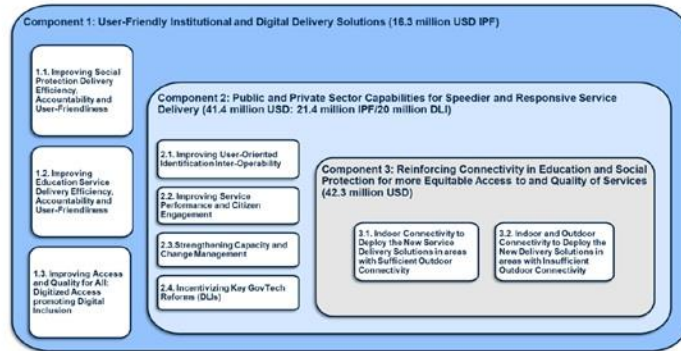 Component 1: User-Friendly Institutional and Digital Delivery Solutions (16.3 million USD IPF)
1.1. Improving Social
Protection Delivery
Efficiency,
Accountability and
User-Friendliness
1.2. Improving
Education Service
Delivery Efficiency,
Accountability and
User-Friendliness
1.3. Improving Access
and Quality for All:
Digitized Access
promoting Digital
Inclusion
Component 2: Public and Private Sector Capabilities for Speedier and Responsive Service
Delivery (41.4 million USD: 21.4 million IPF/20 million DLI)
2.1. Improving User-Oriented
Identification Inter-Operability
2.2. Improving Service
Performance and Citizen
Engagement
2.3.Strengthening Capacity and
Change Management
2.4. Incentivizing Key GovTech
Reforms (DLIs)
Component 3: Reinforcing Connectivity in Education and Social
Protection for more Equitable Access to and Quality of Services
(42.3 million USD)
3.1. Indoor Connectivity to
Deploy the New Service
Delivery Solutions in areas
with Sufficient Outdoor
Connectivity
3.2. Indoor and Outdoor
Connectivity to Deploy the
New Delivery Solutions in
areas with Insufficient
Outdoor Connectivity